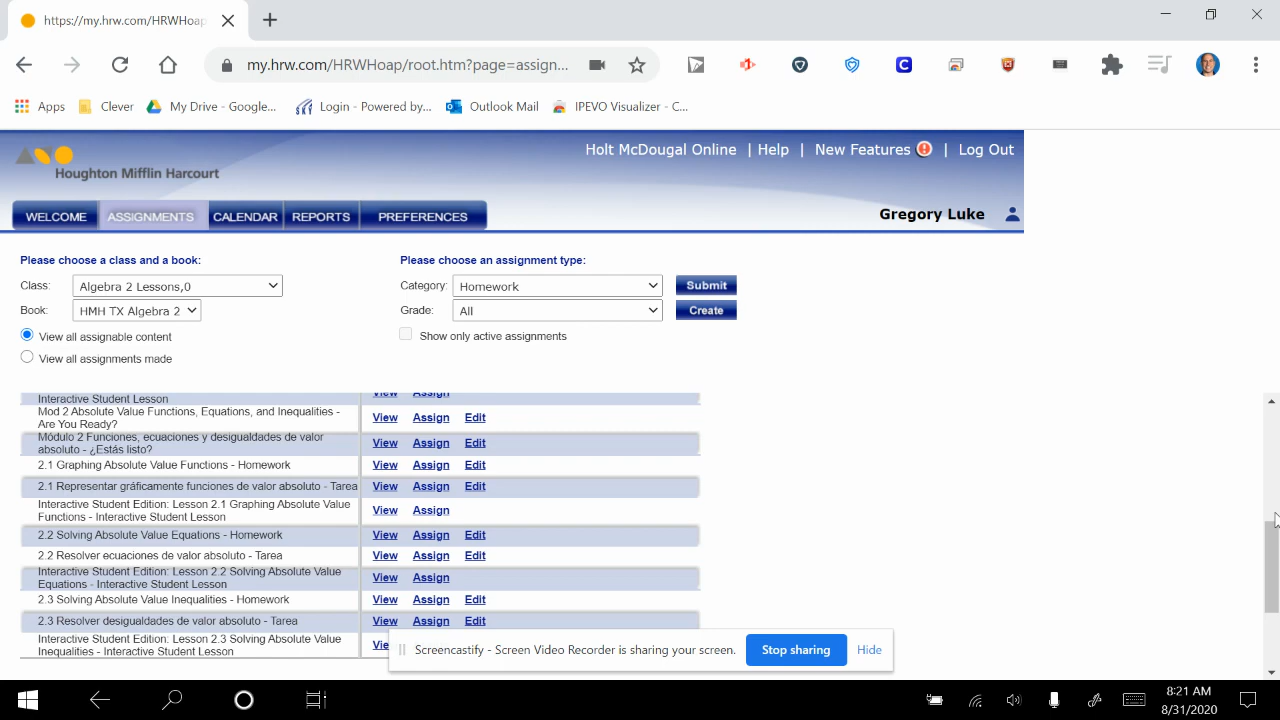 https://my.hrw.com/HRWHoap
my.hrw.com/HRWHoap/root.htm?page=assign...
Apps Clever My Drive - Google... Login - Powered by... Outlook Mail IPEVO Visualizer - C...
Houghton Mifflin Harcourt
Holt McDougal Online | Help | New Features | Log Out
WELCOME ASSIGNMENTS CALENDAR REPORTS PREFERENCES
Gregory Luke
Please choose a class and a book:
Class: Algebra 2 Lessons,0
Book: HMH TX Algebra 2
View all assignable content
View all assignments made
Please choose an assignment type:
Category: Homework Submit
Grade: All Create
Show only active assignments
Interactive Student Lesson View Assign
Mod 2 Absolute Value Functions, Equations, and Inequalities -
Are You Ready? View Assign Edit
Módulo 2 Funciones, ecuaciones y desigualdades de valor
absoluto - ¿Estás listo? View Assign Edit
2.1 Graphing Absolute Value Functions - Homework View Assign Edit
2.1 Representar gráficamente funciones de valor absoluto - Tarea View Assign Edit
Interactive Student Edition: Lesson 2.1 Graphing Absolute Value
Functions - Interactive Student Lesson View Assign
2.2 Solving Absolute Value Equations - Homework View Assign Edit
2.2 Resolver ecuaciones de valor absoluto - Tarea View Assign Edit
Interactive Student Edition: Lesson 2.2 Solving Absolute Value
Equations - Interactive Student Lesson View Assign
2.3 Solving Absolute Value Inequalities - Homework View Assign Edit
2.3 Resolver desigualdades de valor absoluto - Tarea View Assign Edit
Interactive Student Edition: Lesson 2.3 Solving Absolute Value
Inequalities - Interactive Student Lesson
Screencastify - Screen Video Recorder is sharing your screen. Stop sharing Hide
8:21 AM
8/31/2020